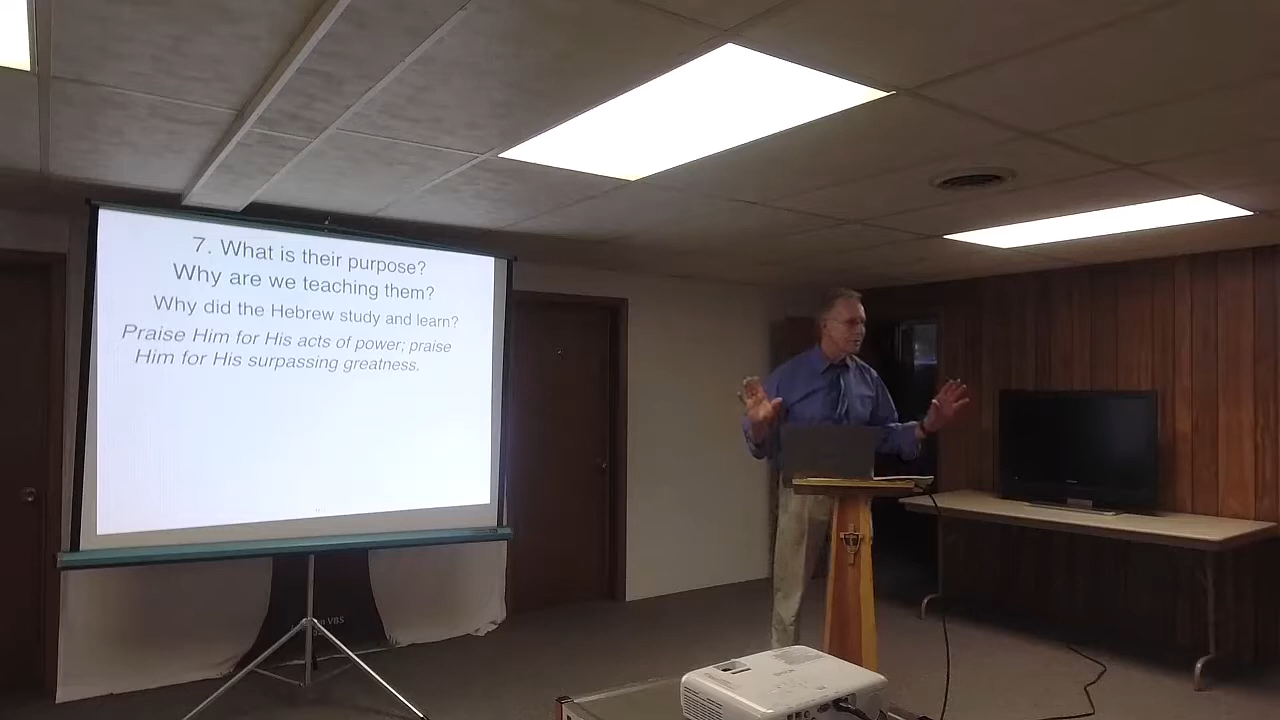 7. What is their purpose?
Why are we teaching them?
Why did the Hebrew study and learn?
Praise Him for His acts of power; praise
Him for His surpassing greatness.
VBS